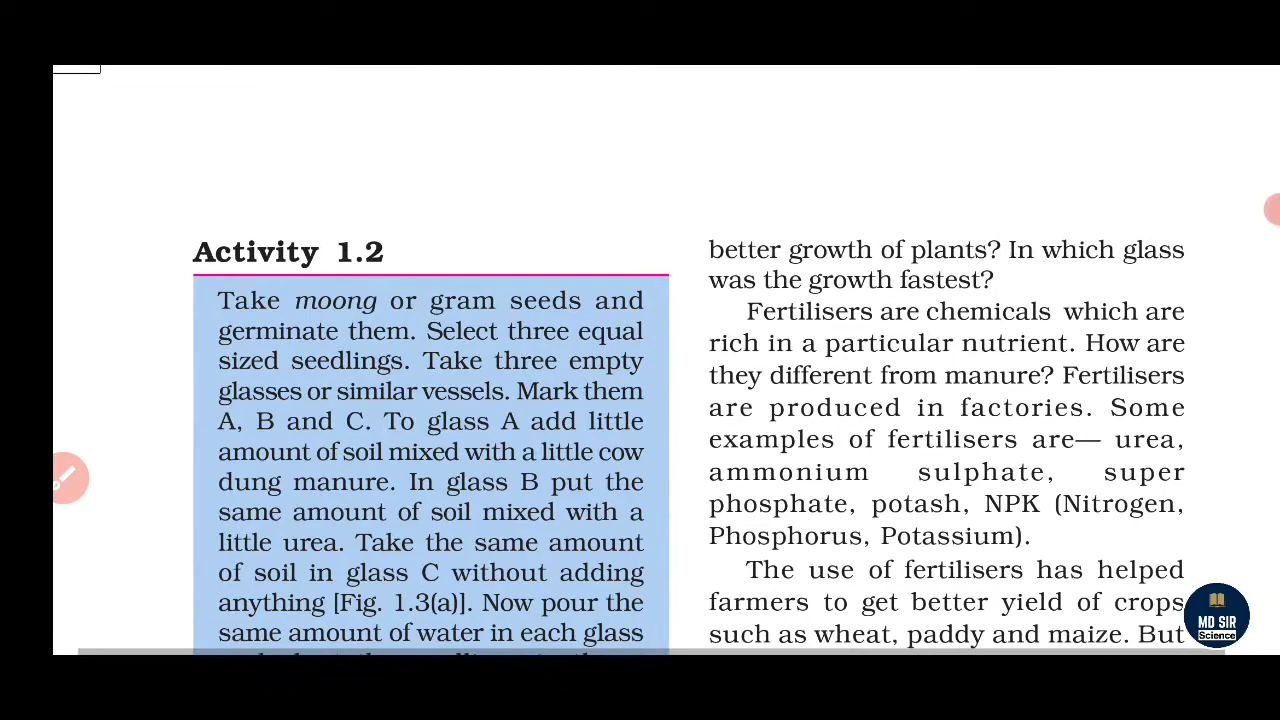 Activity 1.2
Take moong or gram seeds and
germinate them. Select three equal
sized seedlings. Take three empty
glasses or similar vessels. Mark them
A, B and C. To glass A add little
amount of soil mixed with a little cow
dung manure. In glass B put the
same amount of soil mixed with a
little urea. Take the same amount
of soil in glass C without adding
anything [Fig. 1.3(a)]. Now pour the
same amount of water in each glass
better growth of plants? In which glass
was the growth fastest?
Fertilisers are chemicals which are
rich in a particular nutrient. How are
they different from manure? Fertilisers
are produced in factories. Some
examples of fertilisers are— urea,
ammonium sulphate, super
phosphate, potash, NPK (Nitrogen,
Phosphorus, Potassium).
The use of fertilisers has helped
farmers to get better yield of crops
such as wheat, paddy and maize. But
MD SIR
Science